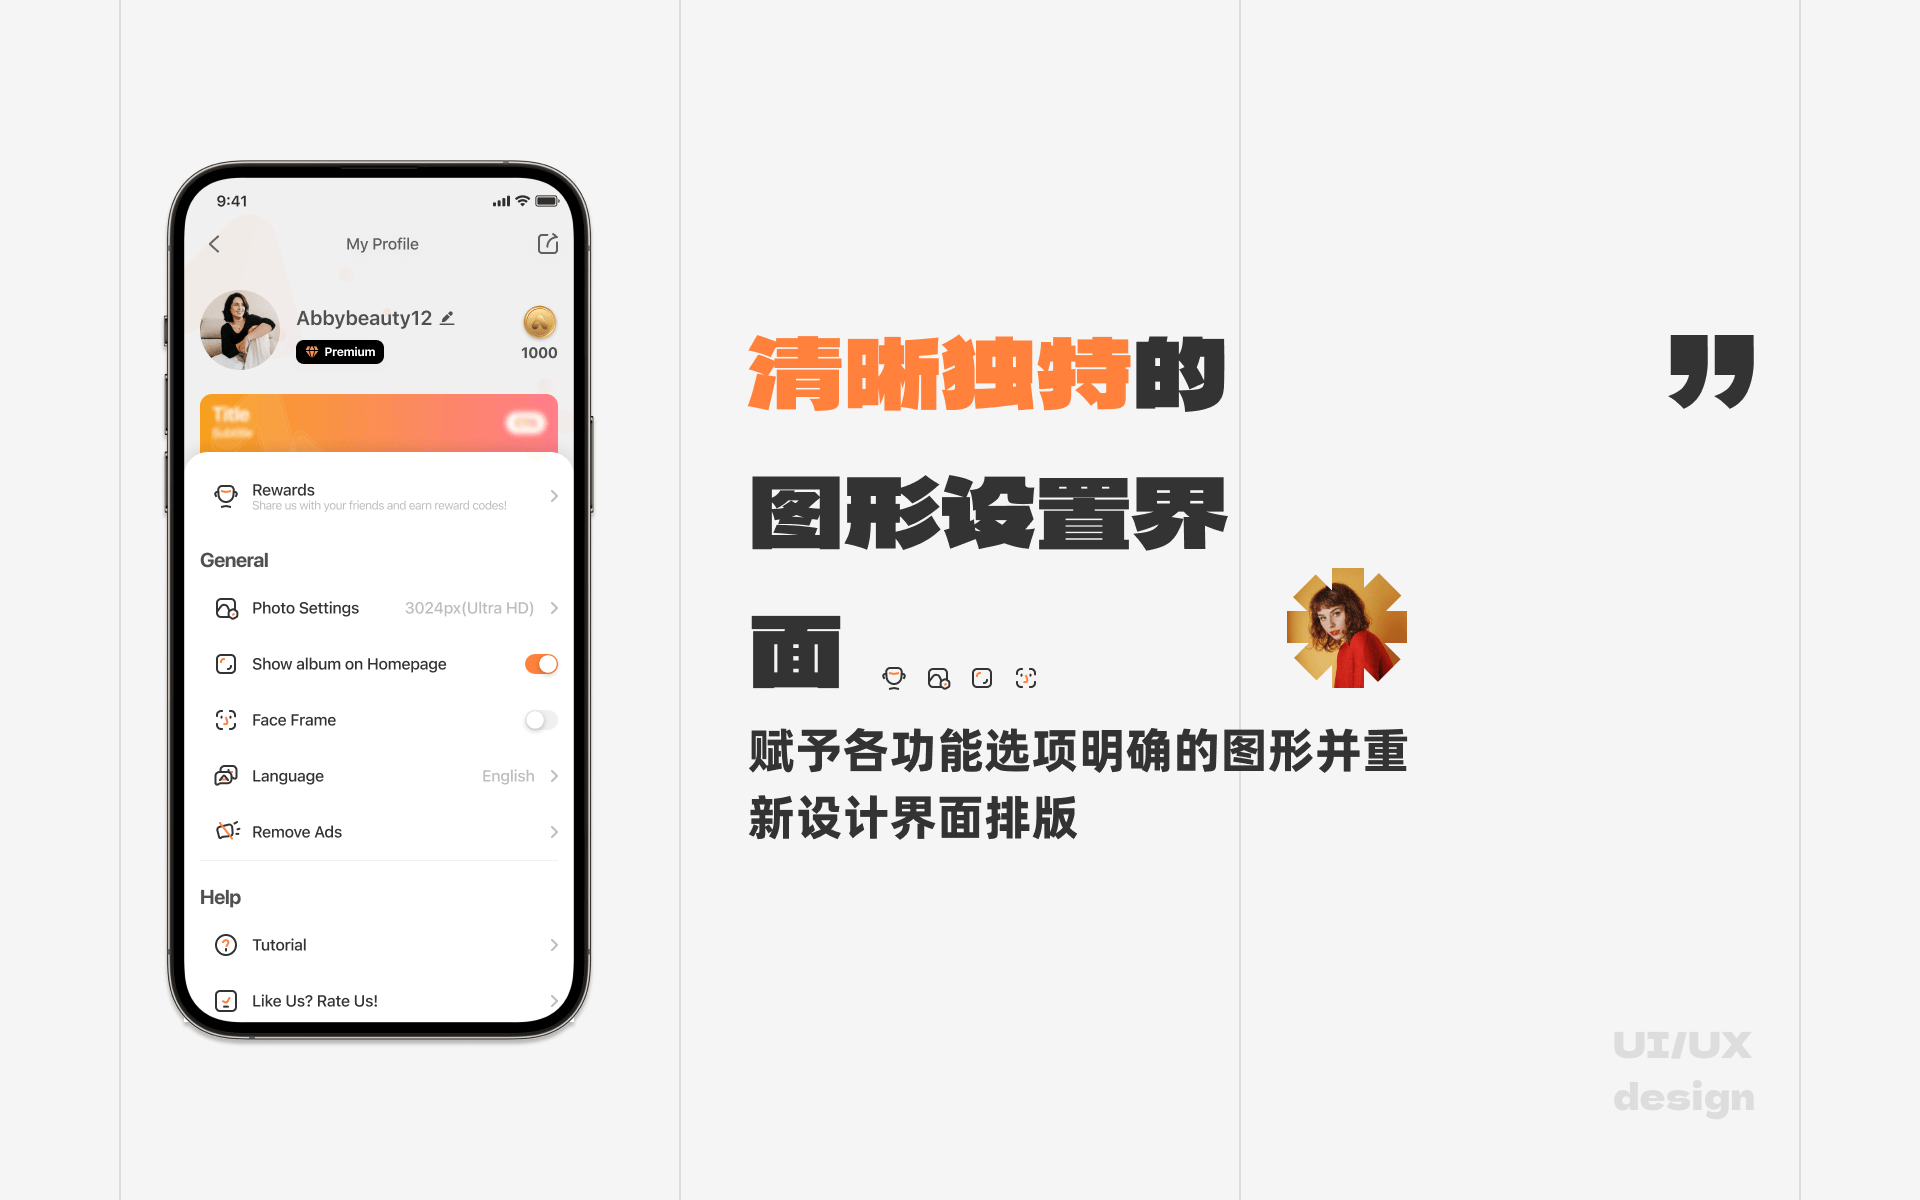 9:41
My Profile
Abbybeauty12
Premium
1000
Title
Subtitle
Rewards
Share us with your friends and earn reward codes!
General
Photo Settings 3024px(Ultra HD)
Show album on Homepage
Face Frame
Language English
Remove Ads
Help
Tutorial
Like Us? Rate Us!
清晰独特的
图形设置界
面
赋予各功能选项明确的图形并重
新设计界面排版
”
UI/UX
design